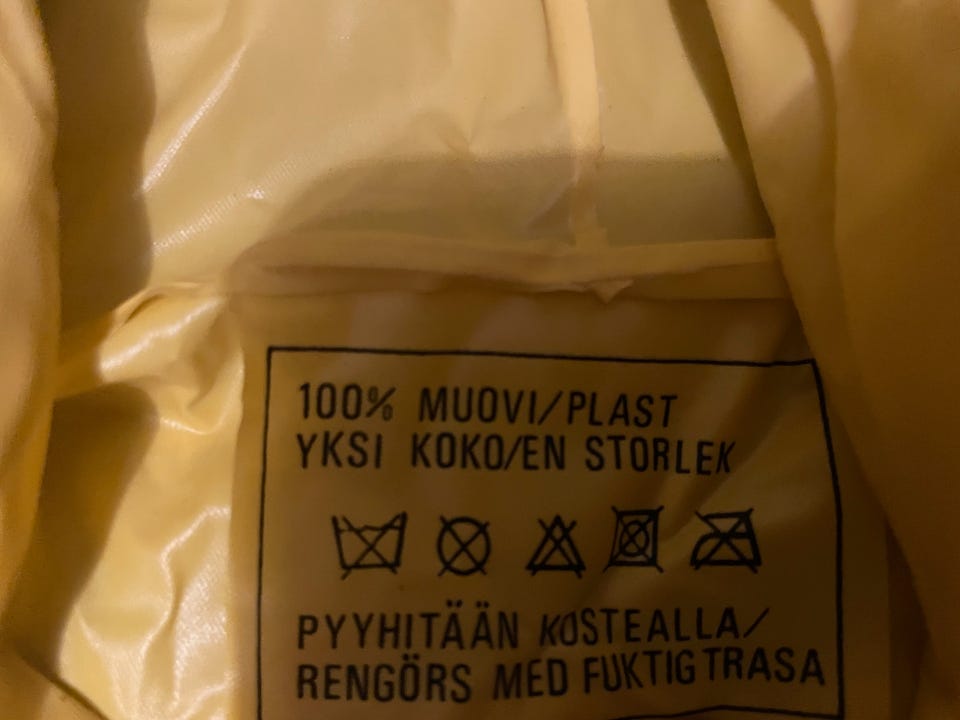 100% MUOVI/PLAST
YKSI KOKO/EN STORLEK
PYYHITÄÄN KOSTEALLA/
RENGÖRS MED FUKTIG TRASA